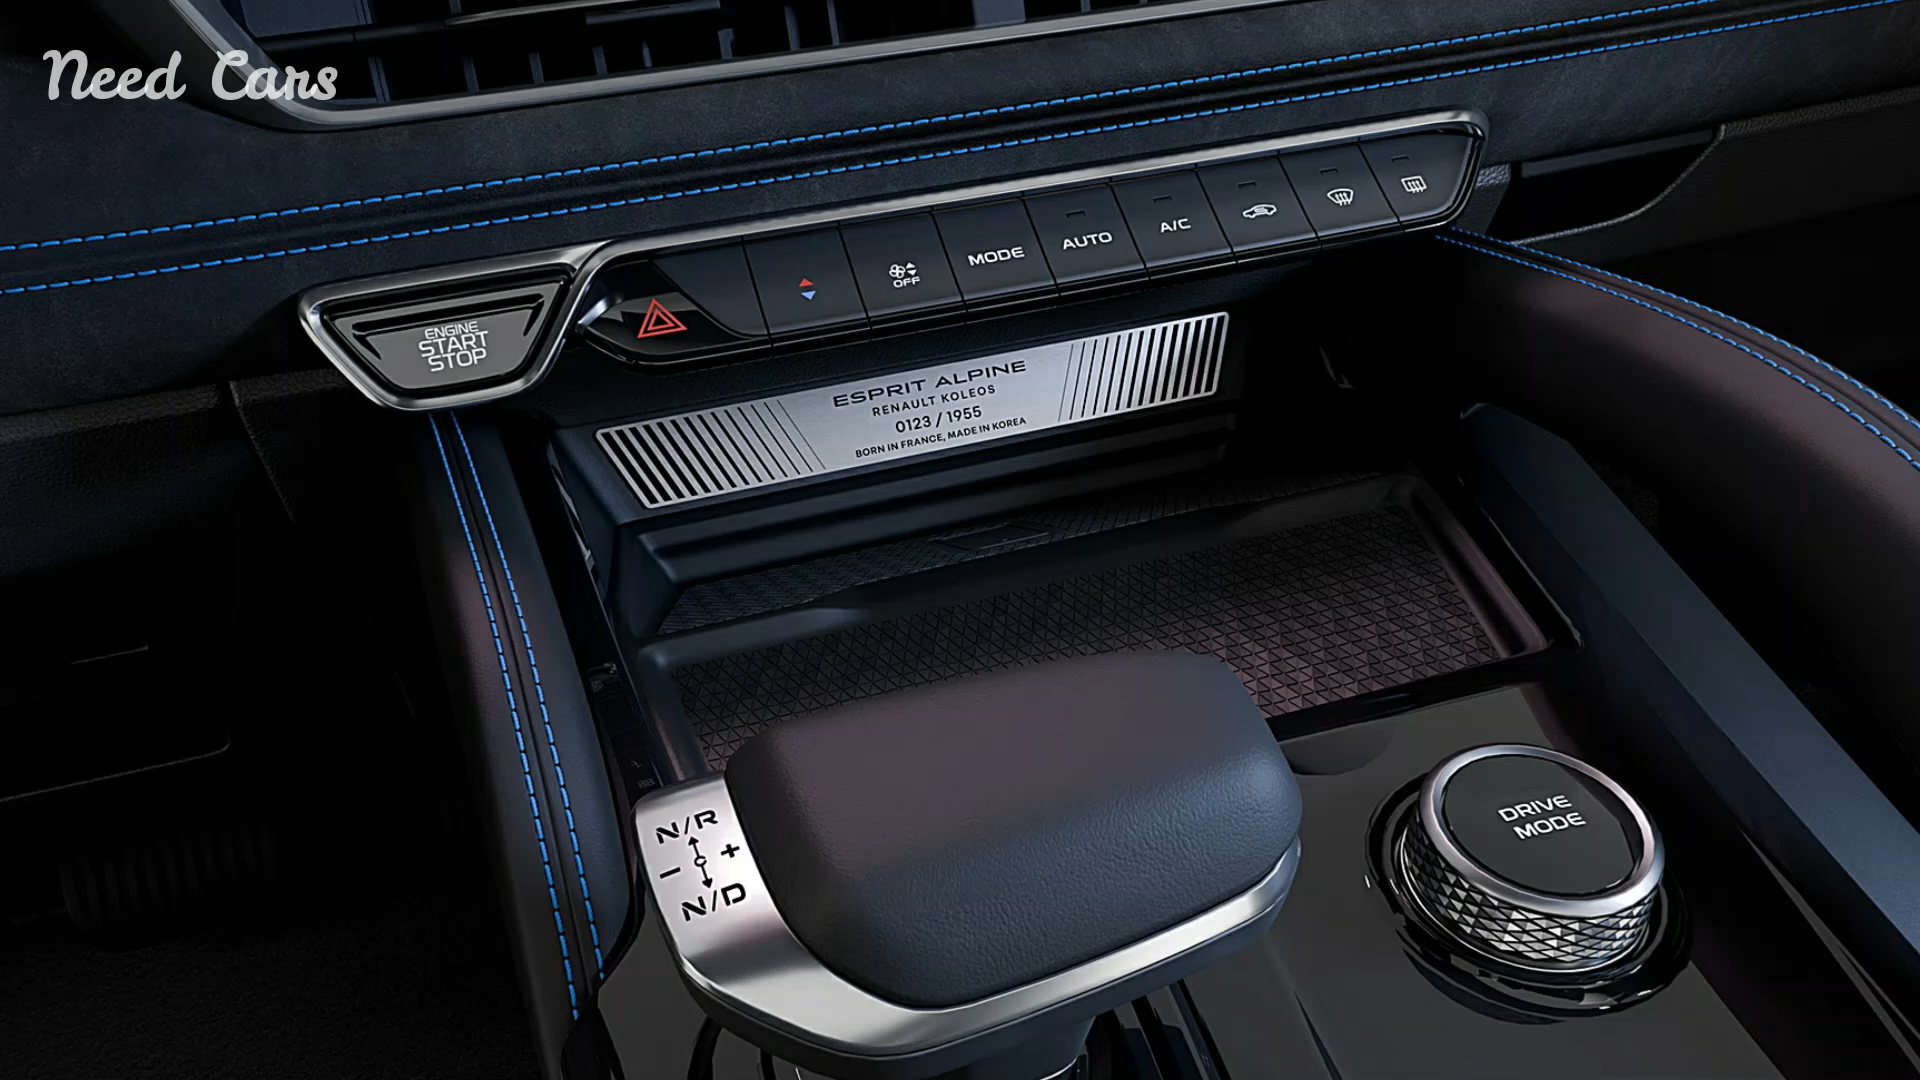 Need Cars
ENGINE
START
STOP
OFF
MODE
AUTO
A/C
ESPRIT ALPINE
RENAULT KOLEOS
0123 / 1955
BORN IN FRANCE, MADE IN KOREA
N/R
- +
N/D
DRIVE
MODE